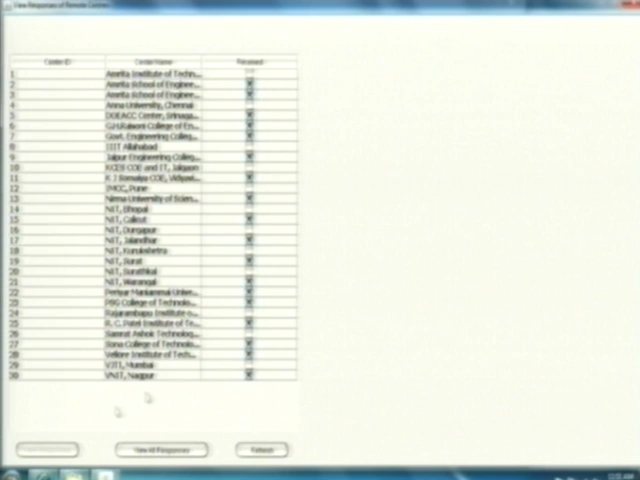 View Responses of Remote Centres
Center ID Center Name Received
1 Amrita Institute of Techn...
2 Amrita School of Enginee...
3 Amrita School of Enginee...
4 Anna University, Chennai
5 DOEACC Center, Srinaga...
6 G.H.Raisoni College of En...
7 Govt. Engineering Colleg...
8 IIIT Allahabad
9 Jaipur Engineering Colleg...
10 KCES COE and IT, Jalgaon
11 K J Somaiya COE, Vidyavi...
12 IMCC, Pune
13 Nirma University of Scien...
14 NIT, Bhopal
15 NIT, Calicut
16 NIT, Durgapur
17 NIT, Jalandhar
18 NIT, Kurukshetra
19 NIT, Surat
20 NIT, Surathkal
21 NIT, Warangal
22 Periyar Maniammai Unive...
23 PSG College of Technolo...
24 Rajarambapu Institute o...
25 R. C. Patel Institute of Te...
26 Samrat Ashok Technolog...
27 Sona College of Technolo...
28 Vellore Institute of Tech...
29 VJTI, Mumbai
30 VNIT, Nagpur
View All Responses Refresh